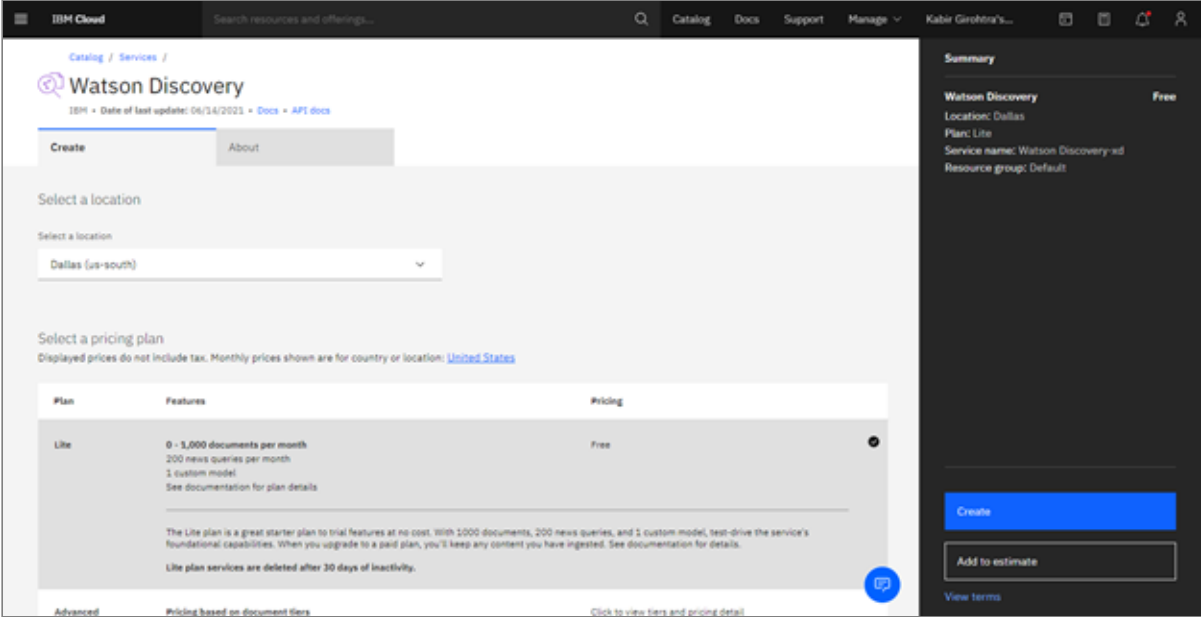 IBM Cloud
Search resources and offerings...
Catalog
Docs
Support
Manage
Kabir Girohtra's...
Catalog / Services /
Watson Discovery
IBM • Date of last update: 06/14/2021 • Docs • API docs
Create
About
Select a location
Select a location
Dallas (us-south)
Select a pricing plan
Displayed prices do not include tax. Monthly prices shown are for country or location: United States
Plan
Features
Pricing
Lite
0 - 1,000 documents per month
Free
200 news queries per month
1 custom model
See documentation for plan details
The Lite plan is a great starter plan to trial features at no cost. With 1000 documents, 200 news queries, and 1 custom model, test-drive the service's
foundational capabilities. When you upgrade to a paid plan, you'll keep any content you have ingested. See documentation for details.
Lite plan services are deleted after 30 days of inactivity.
Advanced
Pricing based on document tiers
Click to view tiers and pricing detail
Summary
Watson Discovery
Free
Location: Dallas
Plan: Lite
Service name: Watson Discovery-xd
Resource group: Default
Create
Add to estimate
View terms